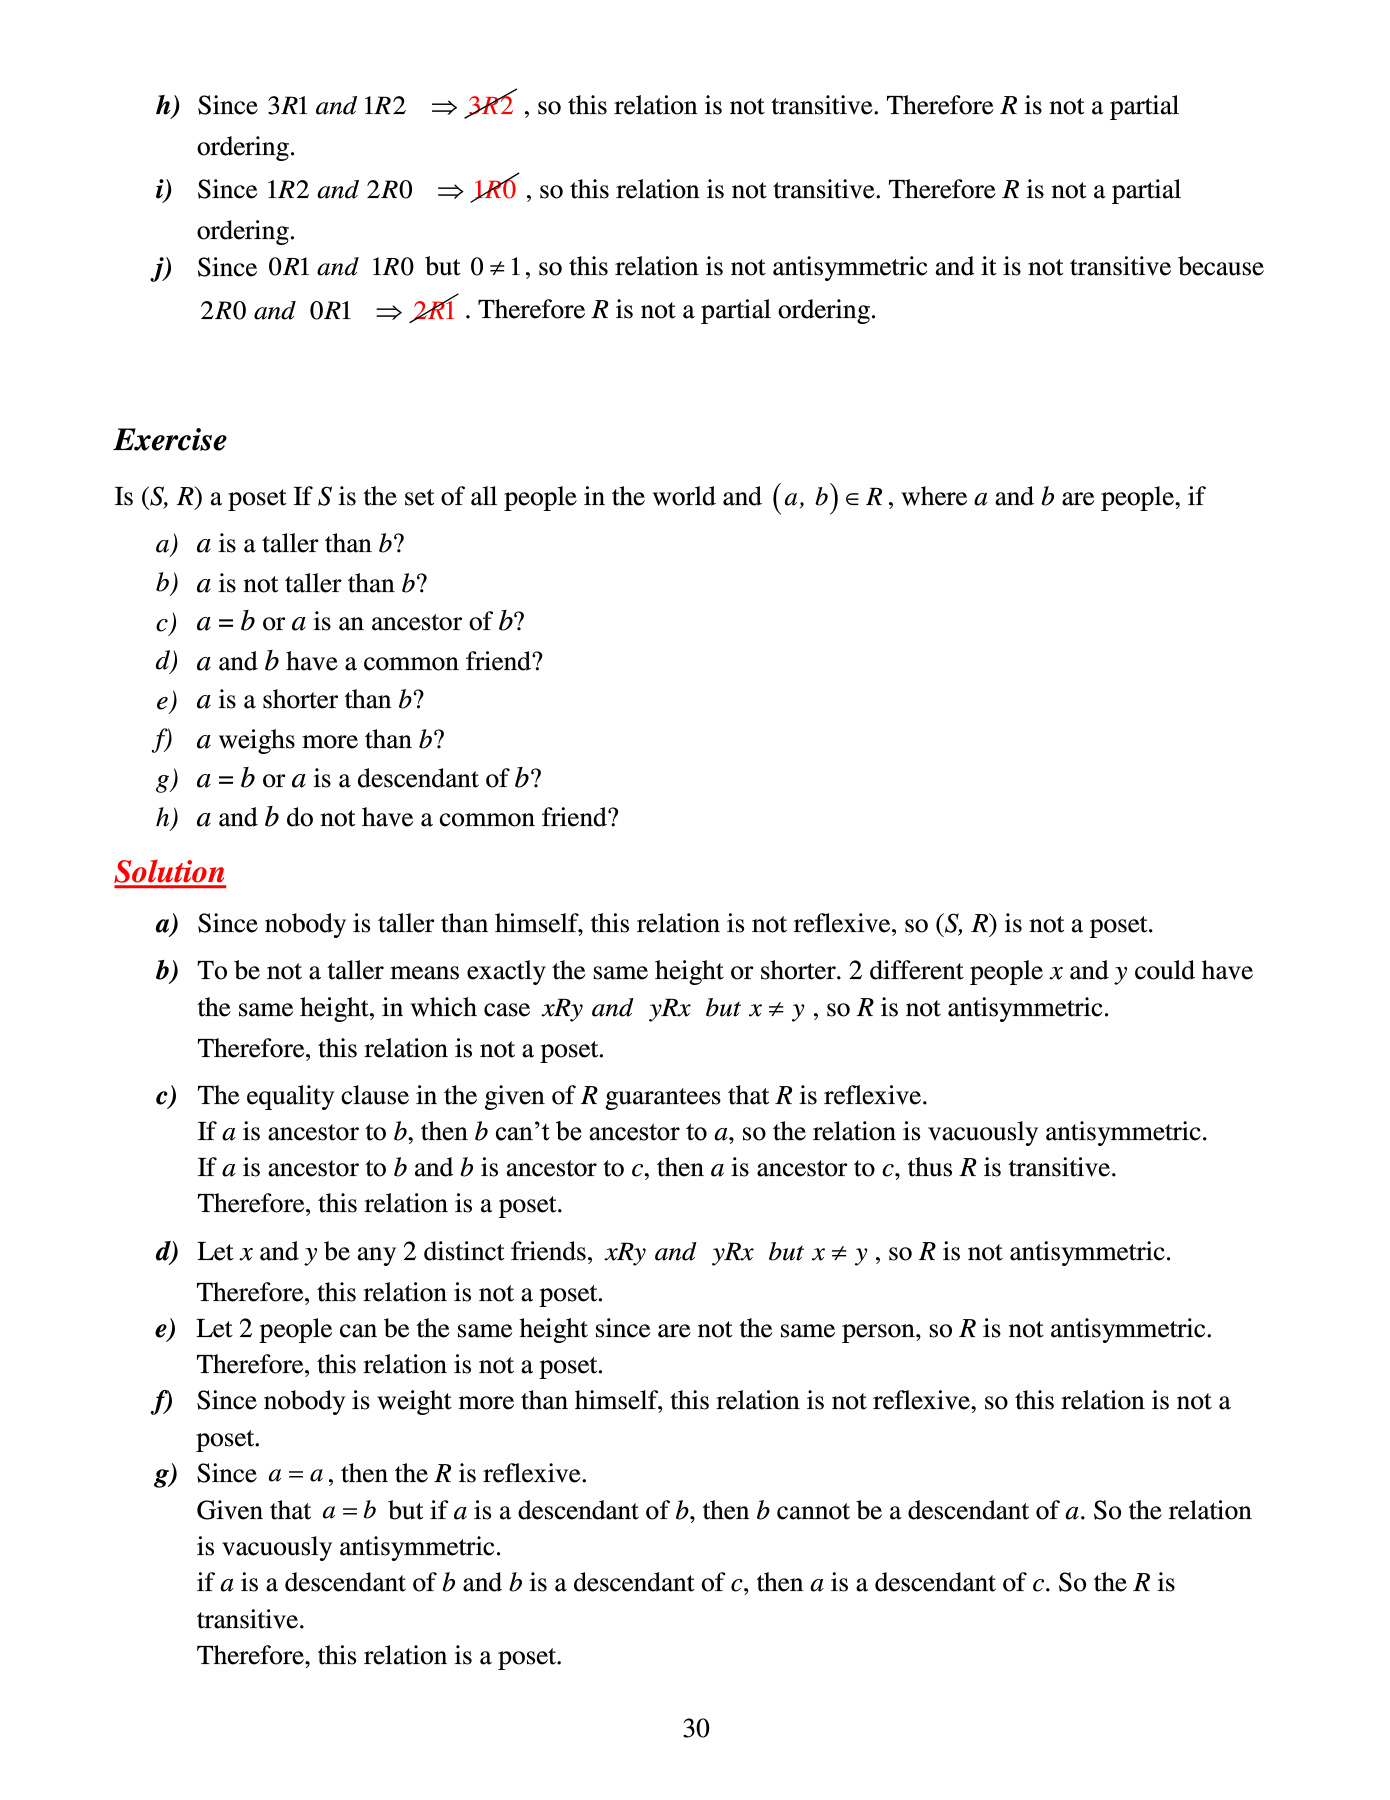 h) Since 3R1 and 1R2 ⇒ 3R2 , so this relation is not transitive. Therefore R is not a partial
ordering.
i) Since 1R2 and 2R0 ⇒ 1R0 , so this relation is not transitive. Therefore R is not a partial
ordering.
j) Since 0R1 and 1R0 but 0 ≠ 1, so this relation is not antisymmetric and it is not transitive because
2R0 and 0R1 ⇒ 2R1 . Therefore R is not a partial ordering.
Exercise
Is (S, R) a poset If S is the set of all people in the world and (a, b) ∈ R, where a and b are people, if
a) a is a taller than b?
b) a is not taller than b?
c) a = b or a is an ancestor of b?
d) a and b have a common friend?
e) a is a shorter than b?
f) a weighs more than b?
g) a = b or a is a descendant of b?
h) a and b do not have a common friend?
Solution
a) Since nobody is taller than himself, this relation is not reflexive, so (S, R) is not a poset.
b) To be not a taller means exactly the same height or shorter. 2 different people x and y could have
the same height, in which case xRy and yRx but x ≠ y , so R is not antisymmetric.
Therefore, this relation is not a poset.
c) The equality clause in the given of R guarantees that R is reflexive.
If a is ancestor to b, then b can’t be ancestor to a, so the relation is vacuously antisymmetric.
If a is ancestor to b and b is ancestor to c, then a is ancestor to c, thus R is transitive.
Therefore, this relation is a poset.
d) Let x and y be any 2 distinct friends, xRy and yRx but x ≠ y , so R is not antisymmetric.
Therefore, this relation is not a poset.
e) Let 2 people can be the same height since are not the same person, so R is not antisymmetric.
Therefore, this relation is not a poset.
f) Since nobody is weight more than himself, this relation is not reflexive, so this relation is not a
poset.
g) Since a = a, then the R is reflexive.
Given that a = b but if a is a descendant of b, then b cannot be a descendant of a. So the relation
is vacuously antisymmetric.
if a is a descendant of b and b is a descendant of c, then a is a descendant of c. So the R is
transitive.
Therefore, this relation is a poset.
30